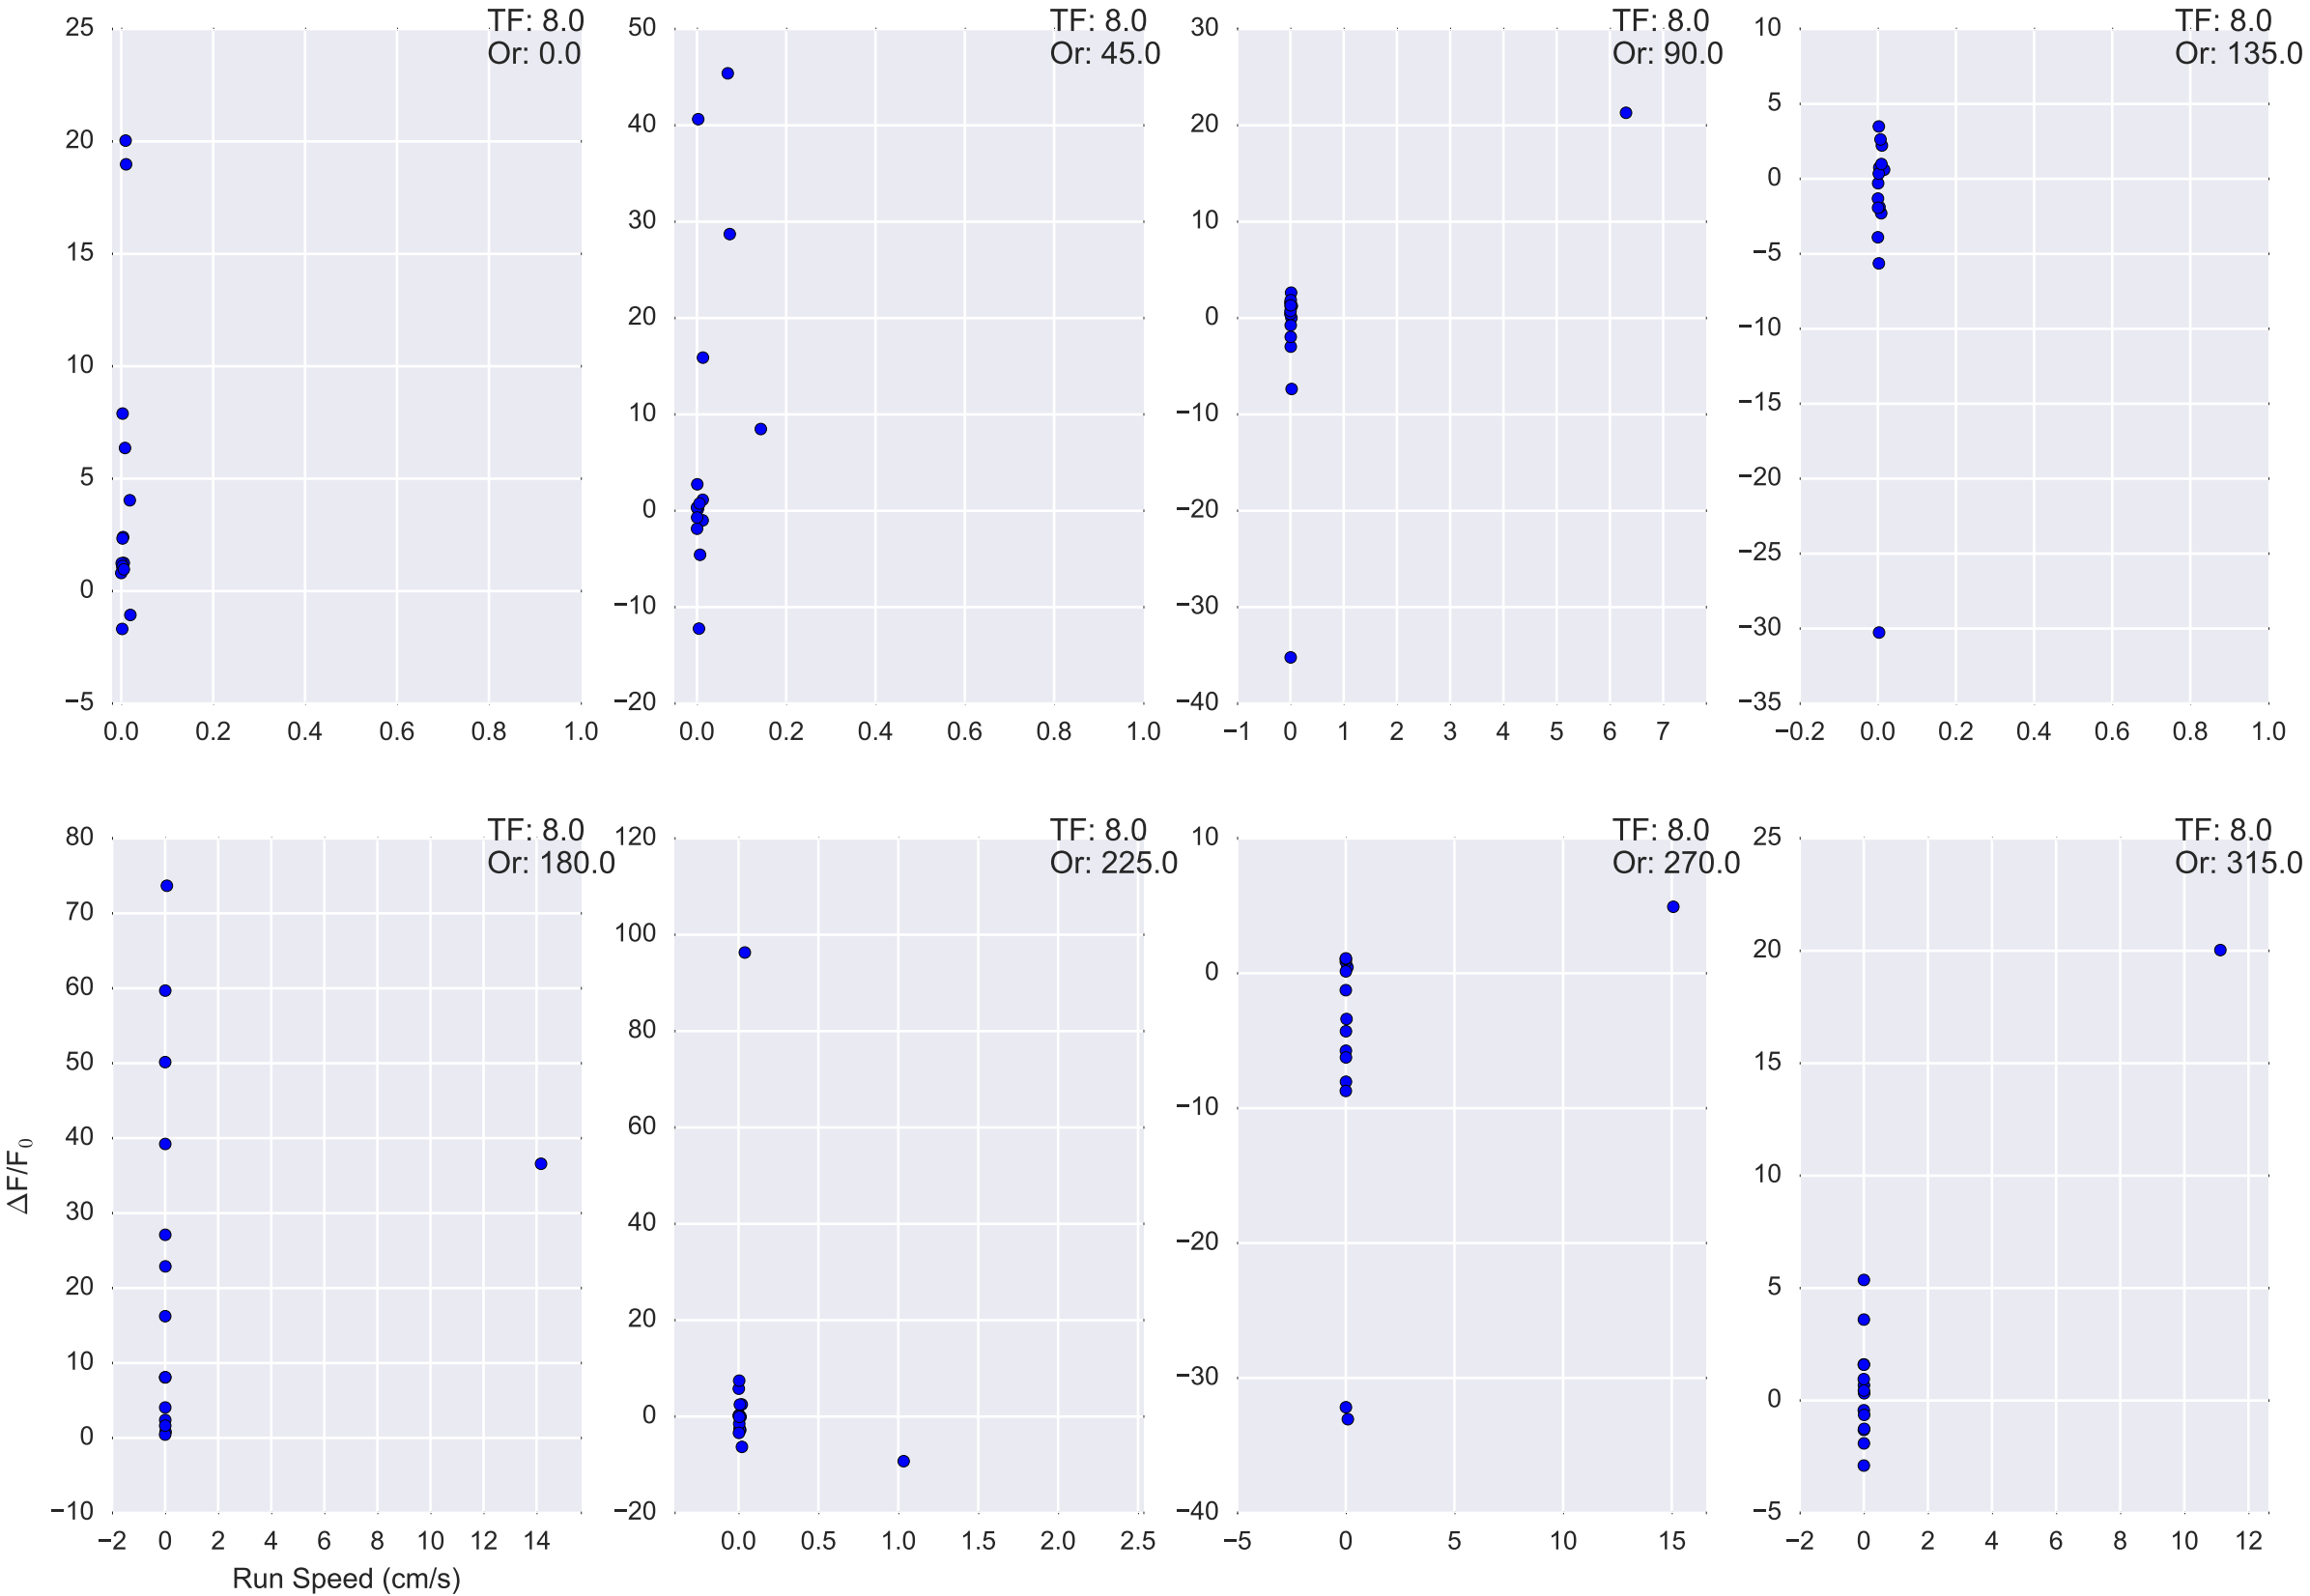 TF: 8.0
Or: 0.0
25
20
15
10
5
0
−5
0.0 0.2 0.4 0.6 0.8 1.0
TF: 8.0
Or: 45.0
50
40
30
20
10
0
−10
−20
0.0 0.2 0.4 0.6 0.8 1.0
TF: 8.0
Or: 90.0
30
20
10
0
−10
−20
−30
−40
−1 0 1 2 3 4 5 6 7
TF: 8.0
Or: 135.0
10
5
0
−5
−10
−15
−20
−25
−30
−35
−0.2 0.0 0.2 0.4 0.6 0.8 1.0
TF: 8.0
Or: 180.0
80
70
60
50
40
30
20
10
0
−10
−2 0 2 4 6 8 10 12 14
ΔF/F₀
Run Speed (cm/s)
TF: 8.0
Or: 225.0
120
100
80
60
40
20
0
−20
0.0 0.5 1.0 1.5 2.0 2.5
TF: 8.0
Or: 270.0
10
0
−10
−20
−30
−40
−5 0 5 10 15
TF: 8.0
Or: 315.0
25
20
15
10
5
0
−5
−2 0 2 4 6 8 10 12